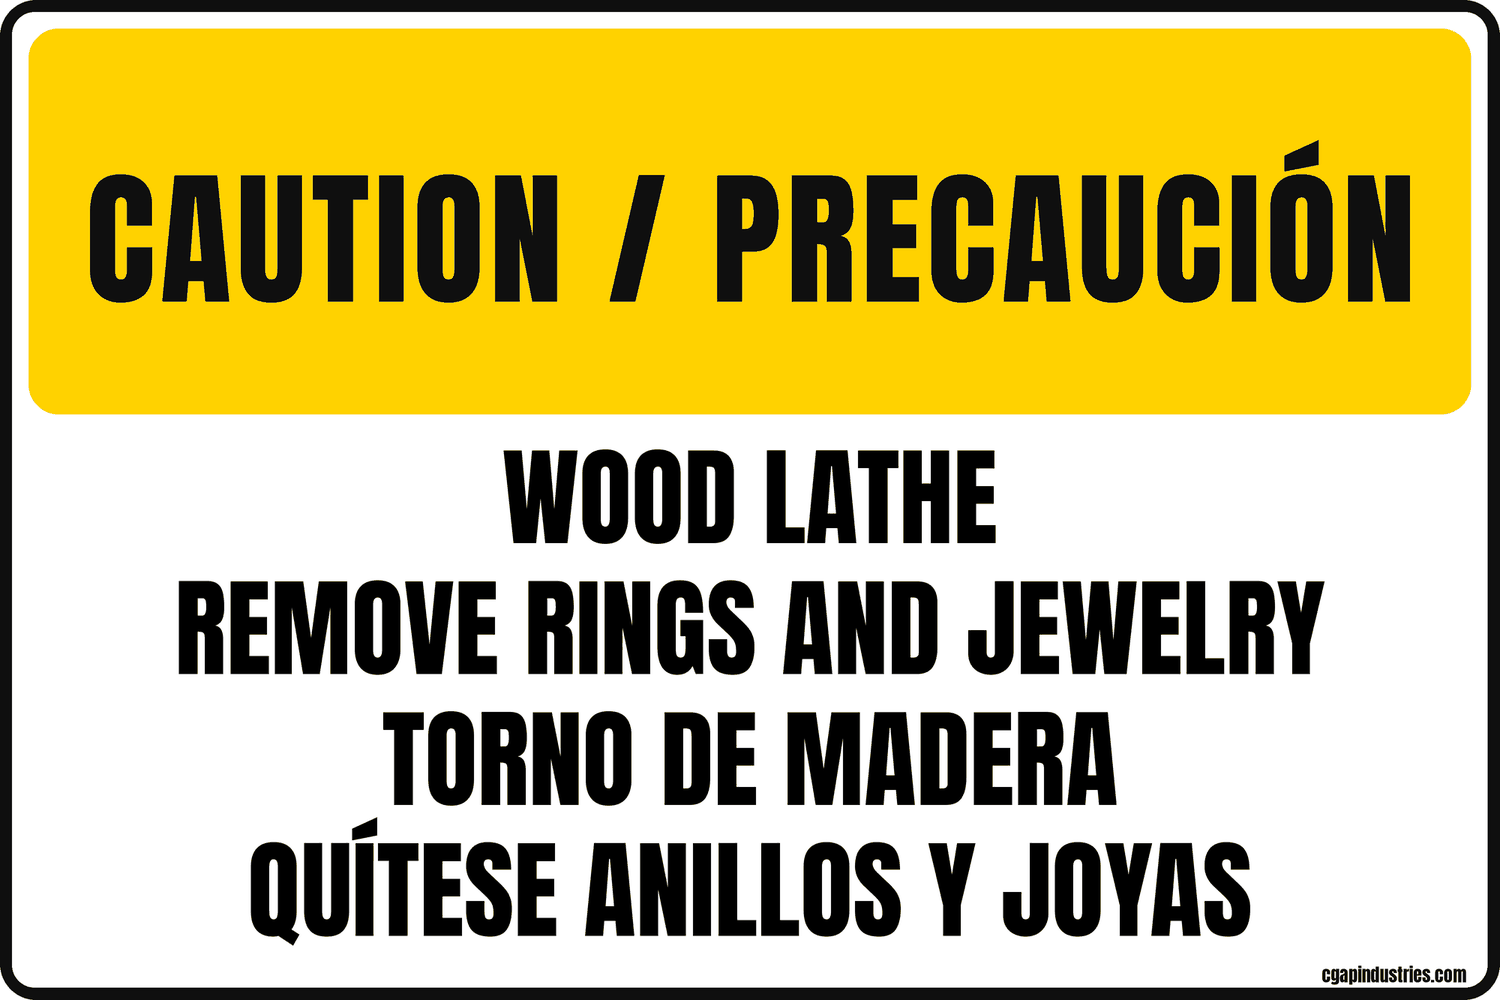 CAUTION / PRECAUCIÓN
WOOD LATHE
REMOVE RINGS AND JEWELRY
TORNO DE MADERA
QUÍTESE ANILLOS Y JOYAS
cgapindustries.com